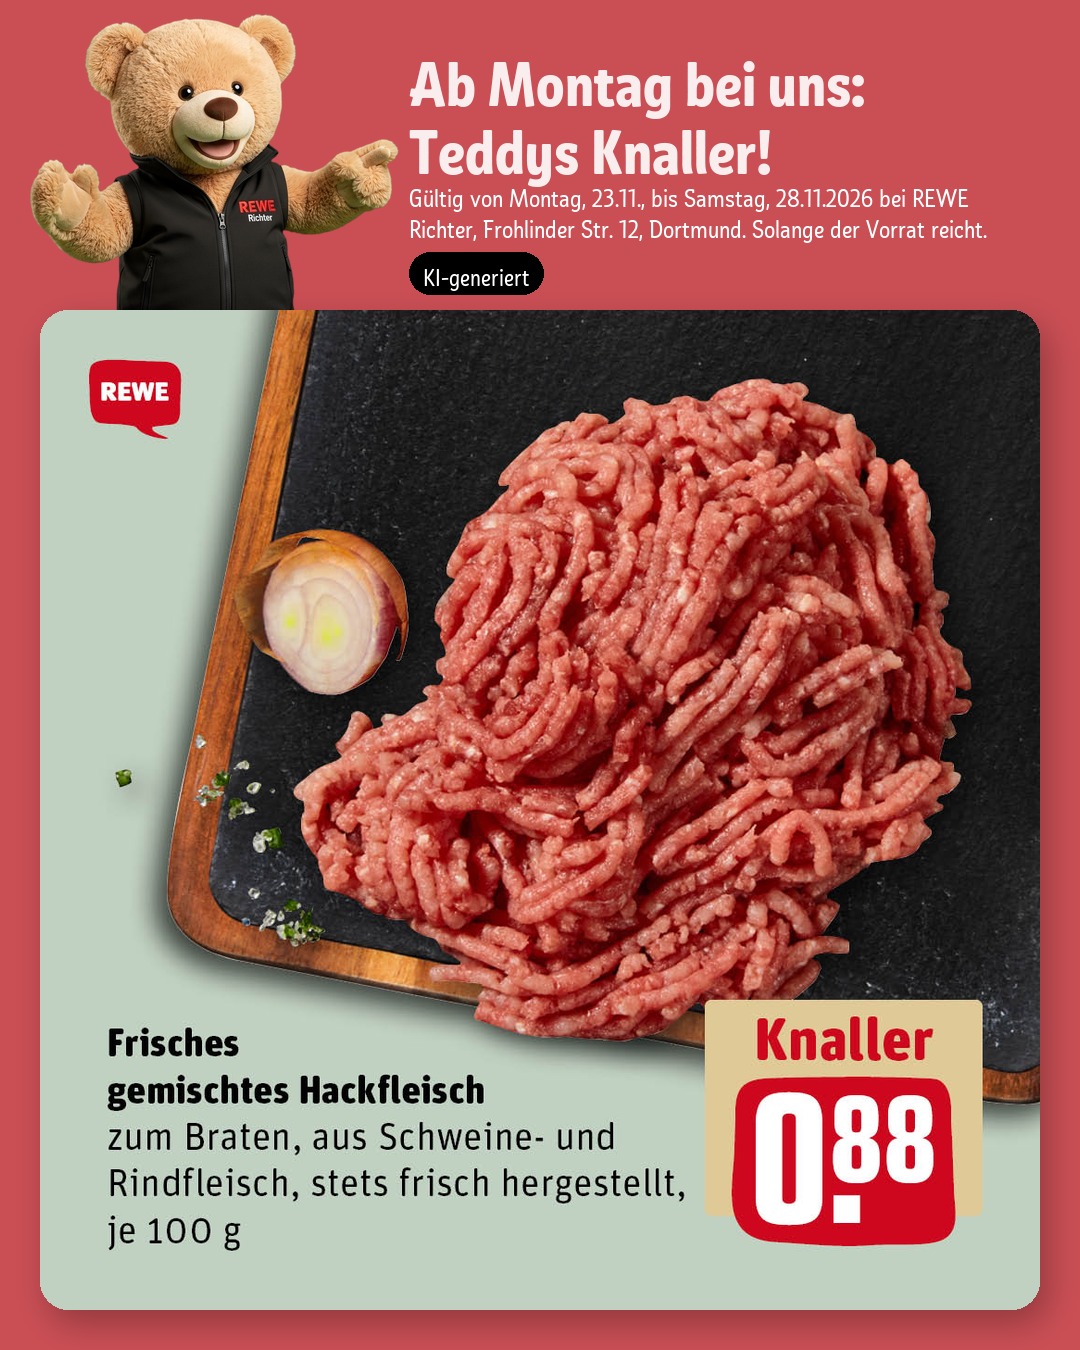 Ab Montag bei uns:
Teddys Knaller!
Gültig von Montag, 23.11., bis Samstag, 28.11.2026 bei REWE
Richter, Frohlinder Str. 12, Dortmund. Solange der Vorrat reicht.
KI-generiert
REWE
Richter
REWE
Frisches
gemischtes Hackfleisch
zum Braten, aus Schweine- und
Rindfleisch, stets frisch hergestellt,
je 100 g
Knaller
0.88